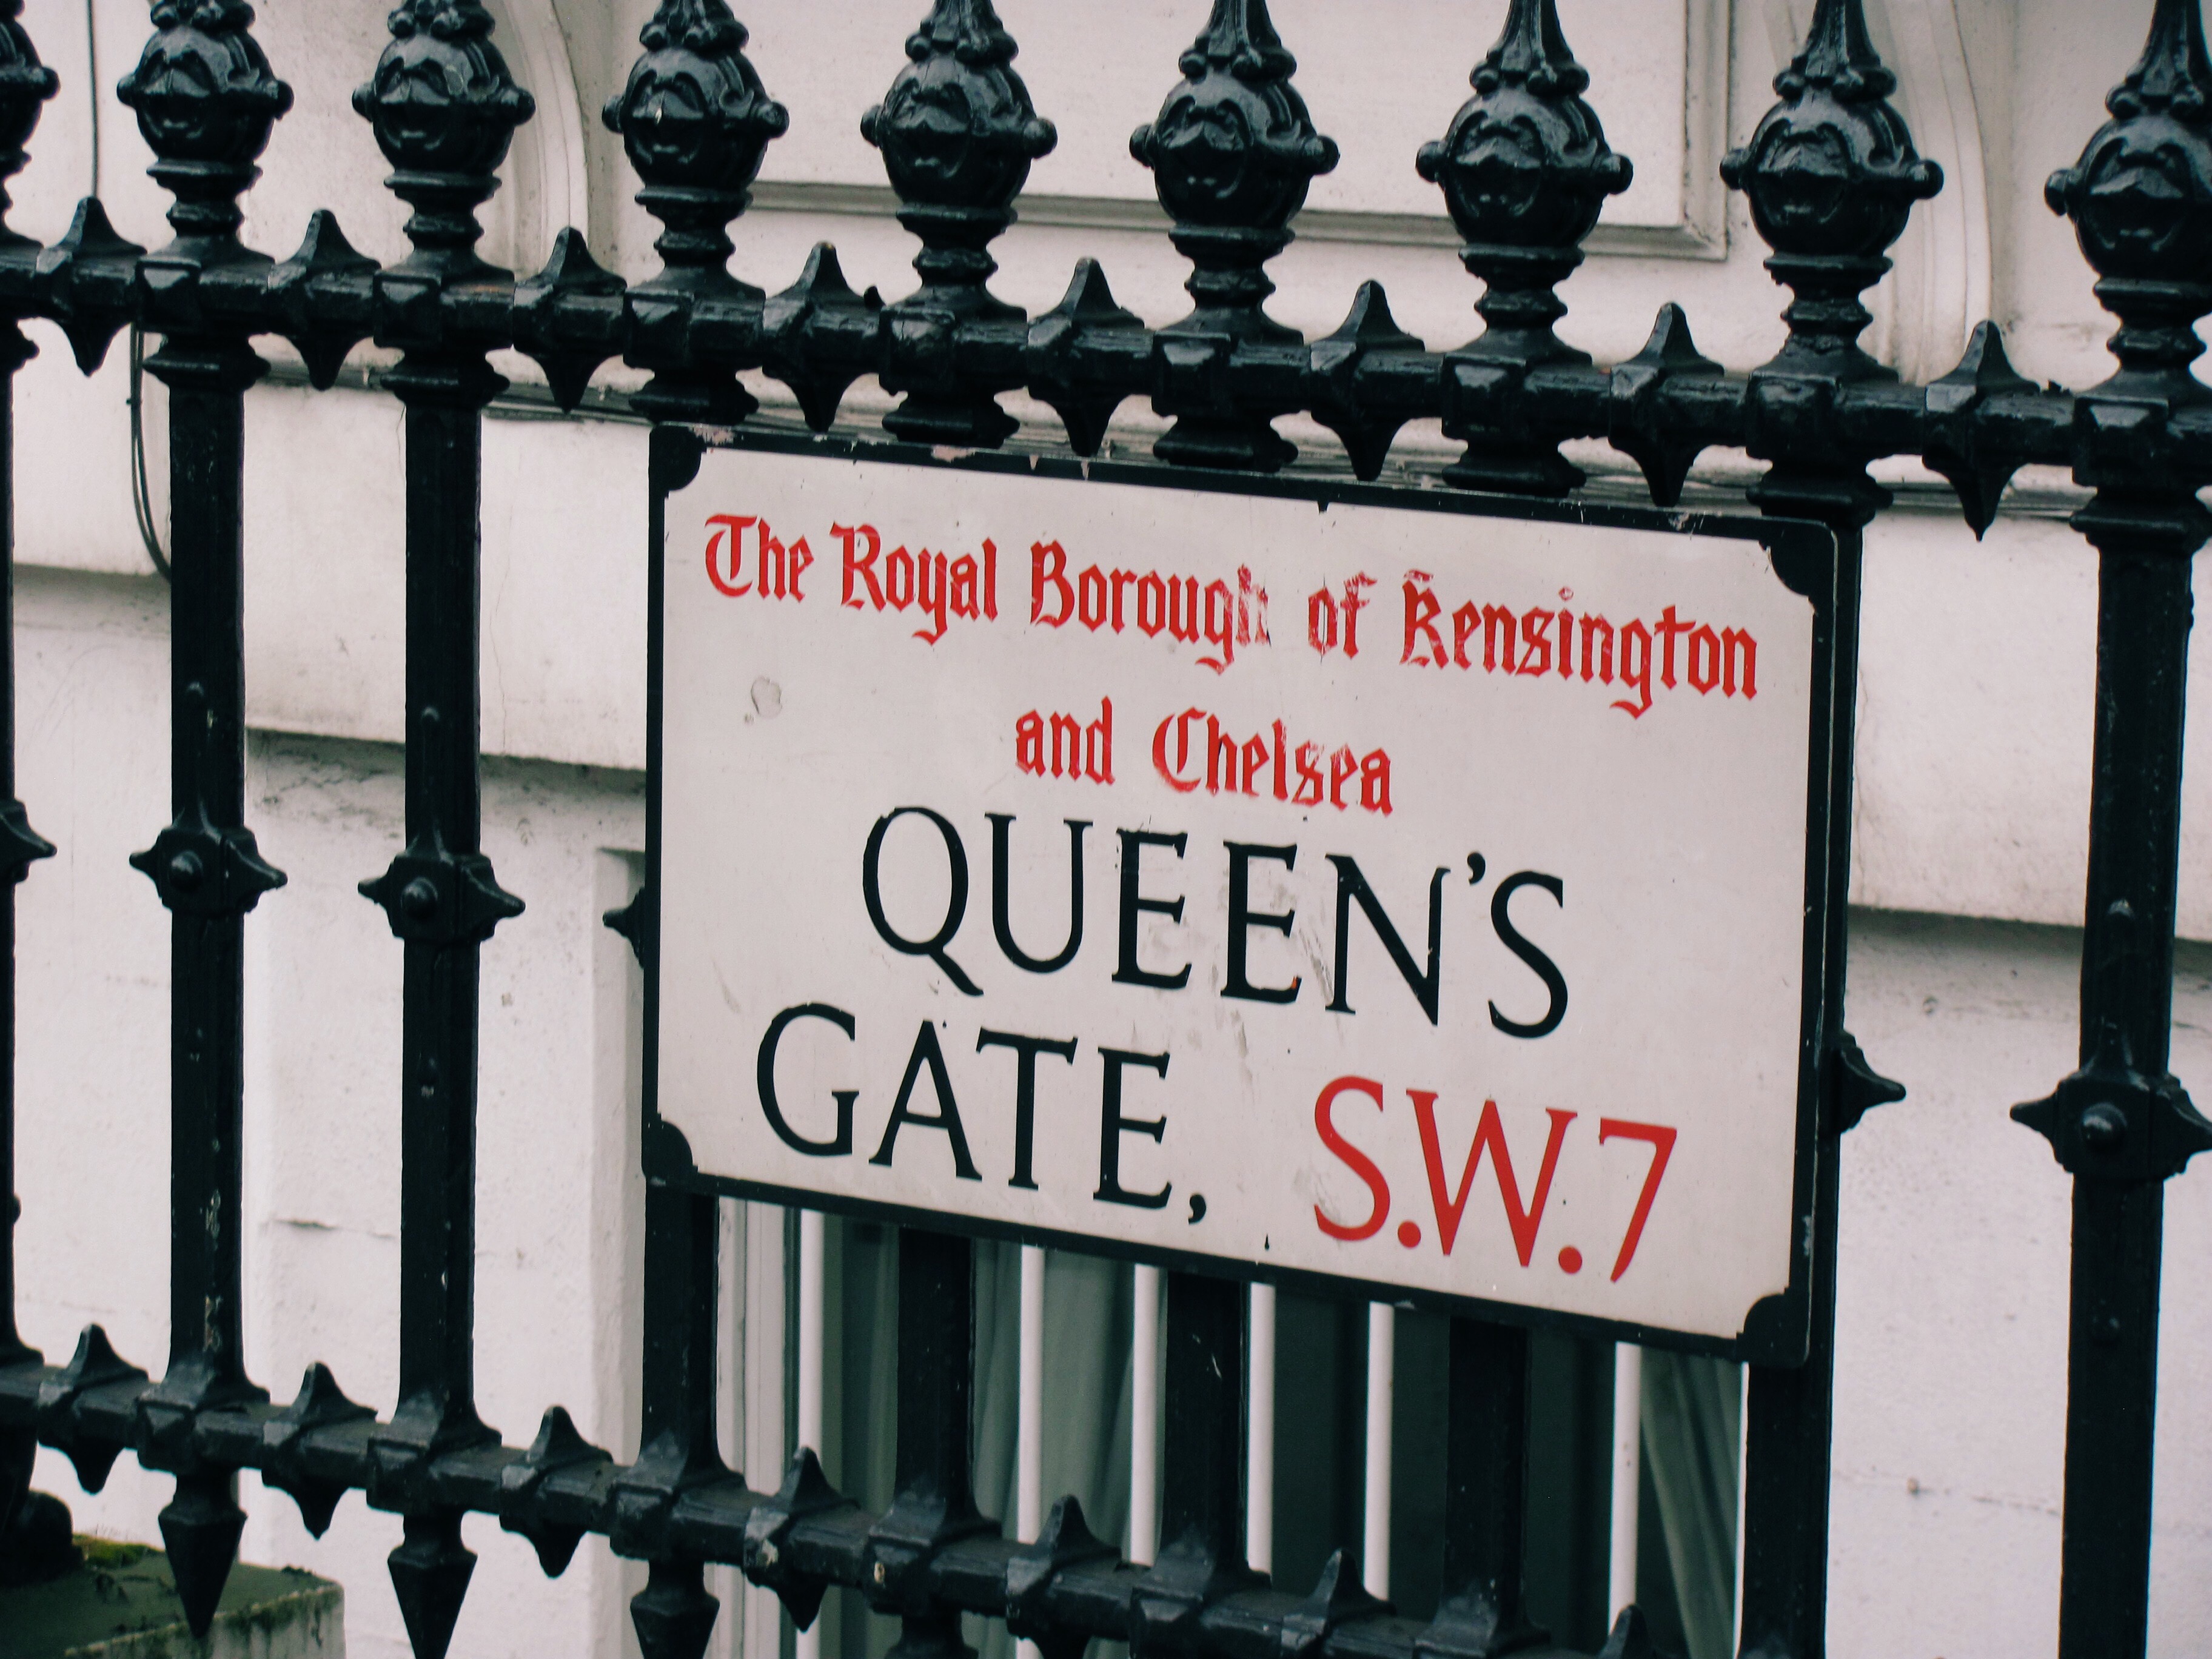 The Royal Borough of Kensington
and Chelsea
QUEEN'S
GATE, S.W.7